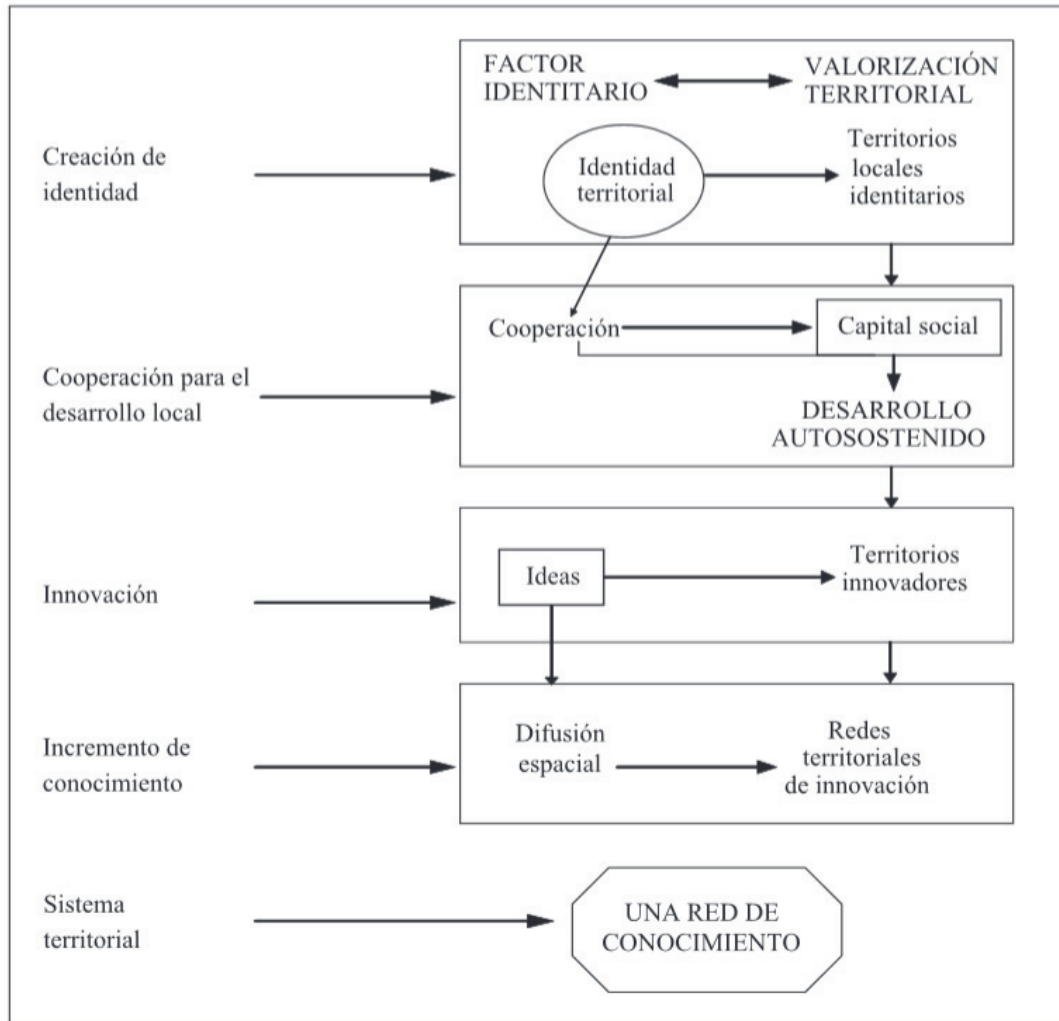 FACTOR
IDENTITARIO
VALORIZACIÓN
TERRITORIAL
Creación de
identidad
Identidad
territorial
Territorios
locales
identitarios
Cooperación para el
desarrollo local
Cooperación
Capital social
DESARROLLO
AUTOSOSTENIDO
Innovación
Ideas
Territorios
innovadores
Incremento de
conocimiento
Difusión
espacial
Redes
territoriales
de innovación
Sistema
territorial
UNA RED DE
CONOCIMIENTO